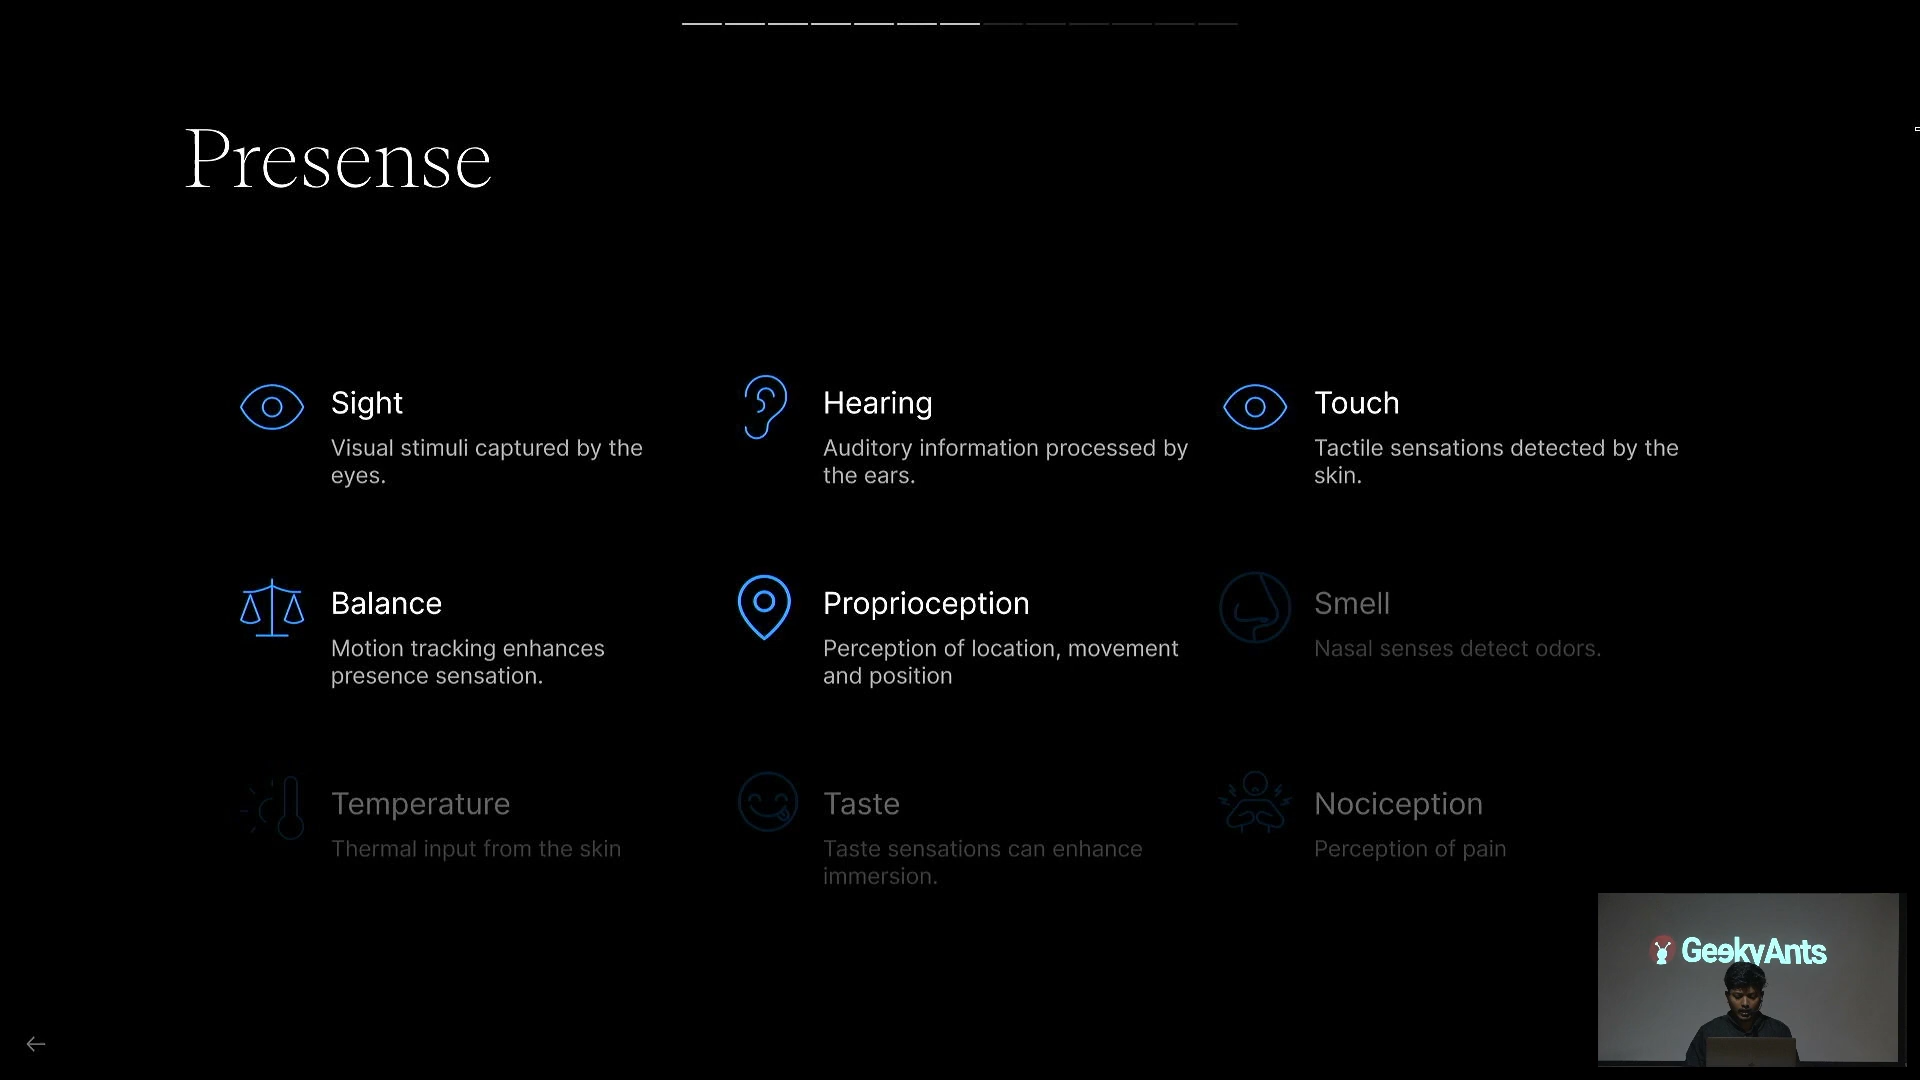 Presense
Sight
Visual stimuli captured by the
eyes.
Hearing
Auditory information processed by
the ears.
Touch
Tactile sensations detected by the
skin.
Balance
Motion tracking enhances
presence sensation.
Proprioception
Perception of location, movement
and position
Smell
Nasal senses detect odors.
Temperature
Thermal input from the skin
Taste
Taste sensations can enhance
immersion.
Nociception
Perception of pain
GeekyAnts